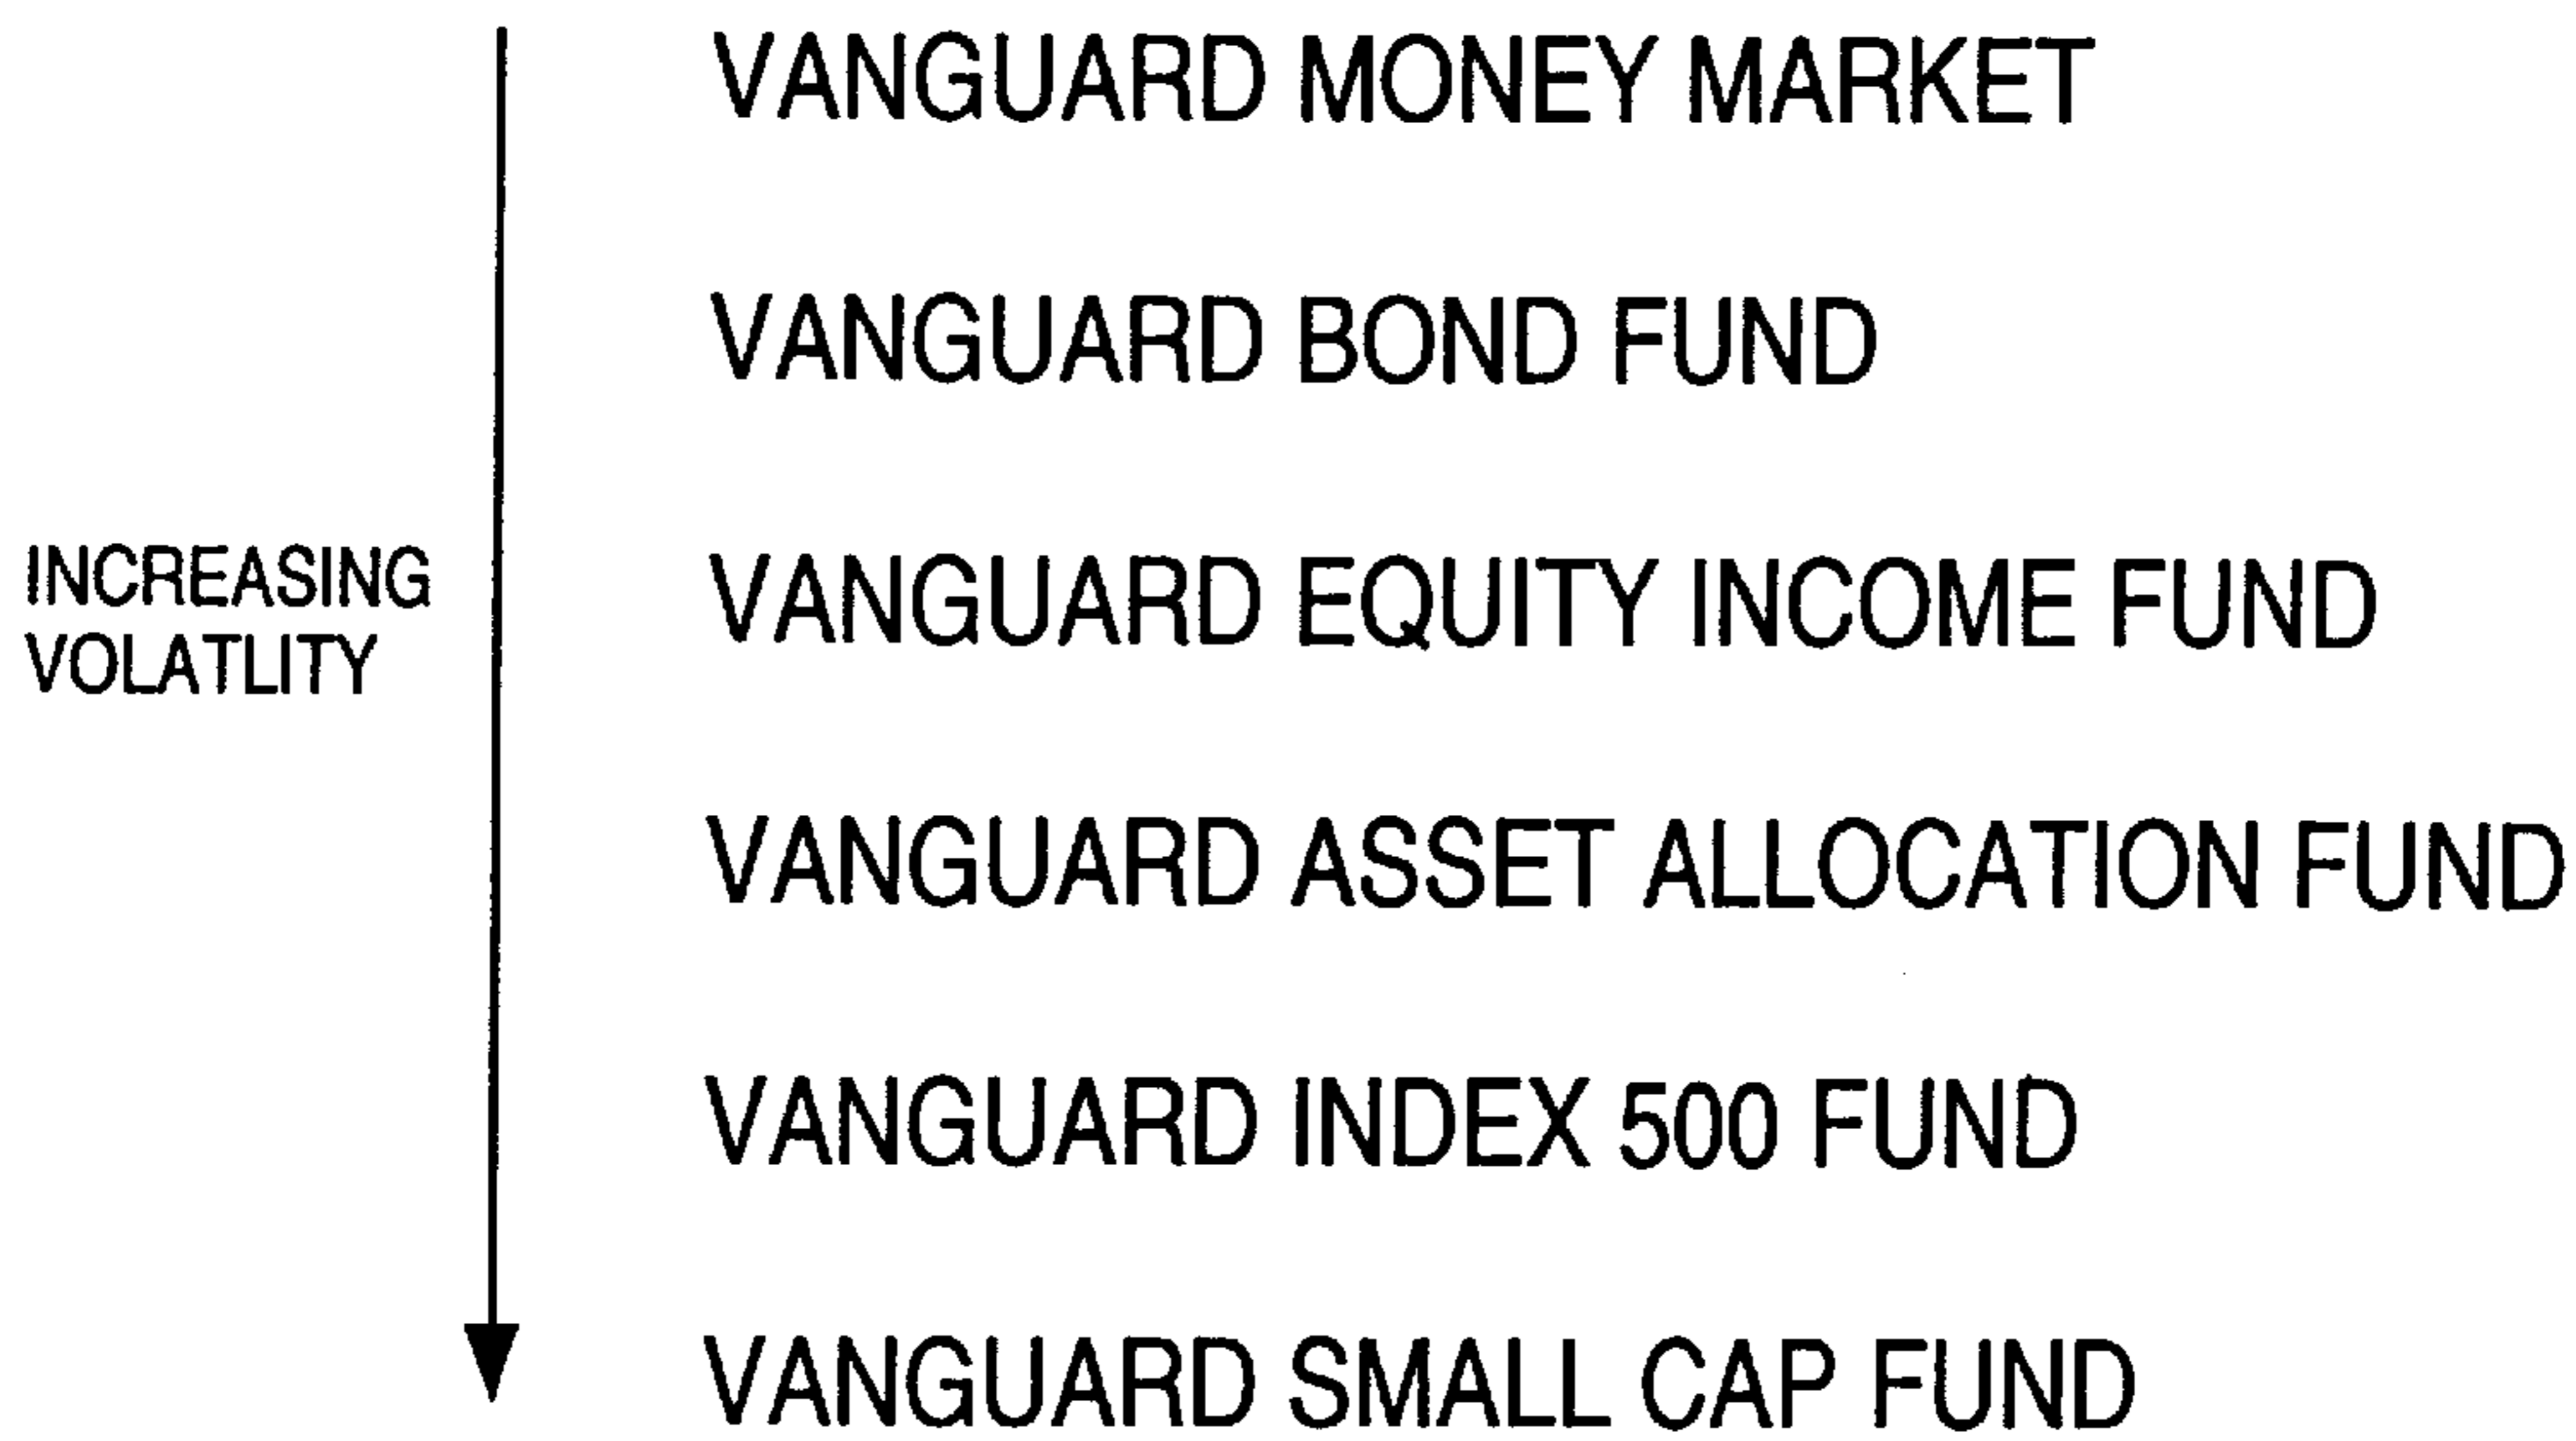 VANGUARD MONEY MARKET
VANGUARD BOND FUND
INCREASING
VOLATLITY
VANGUARD EQUITY INCOME FUND
VANGUARD ASSET ALLOCATION FUND
VANGUARD INDEX 500 FUND
VANGUARD SMALL CAP FUND